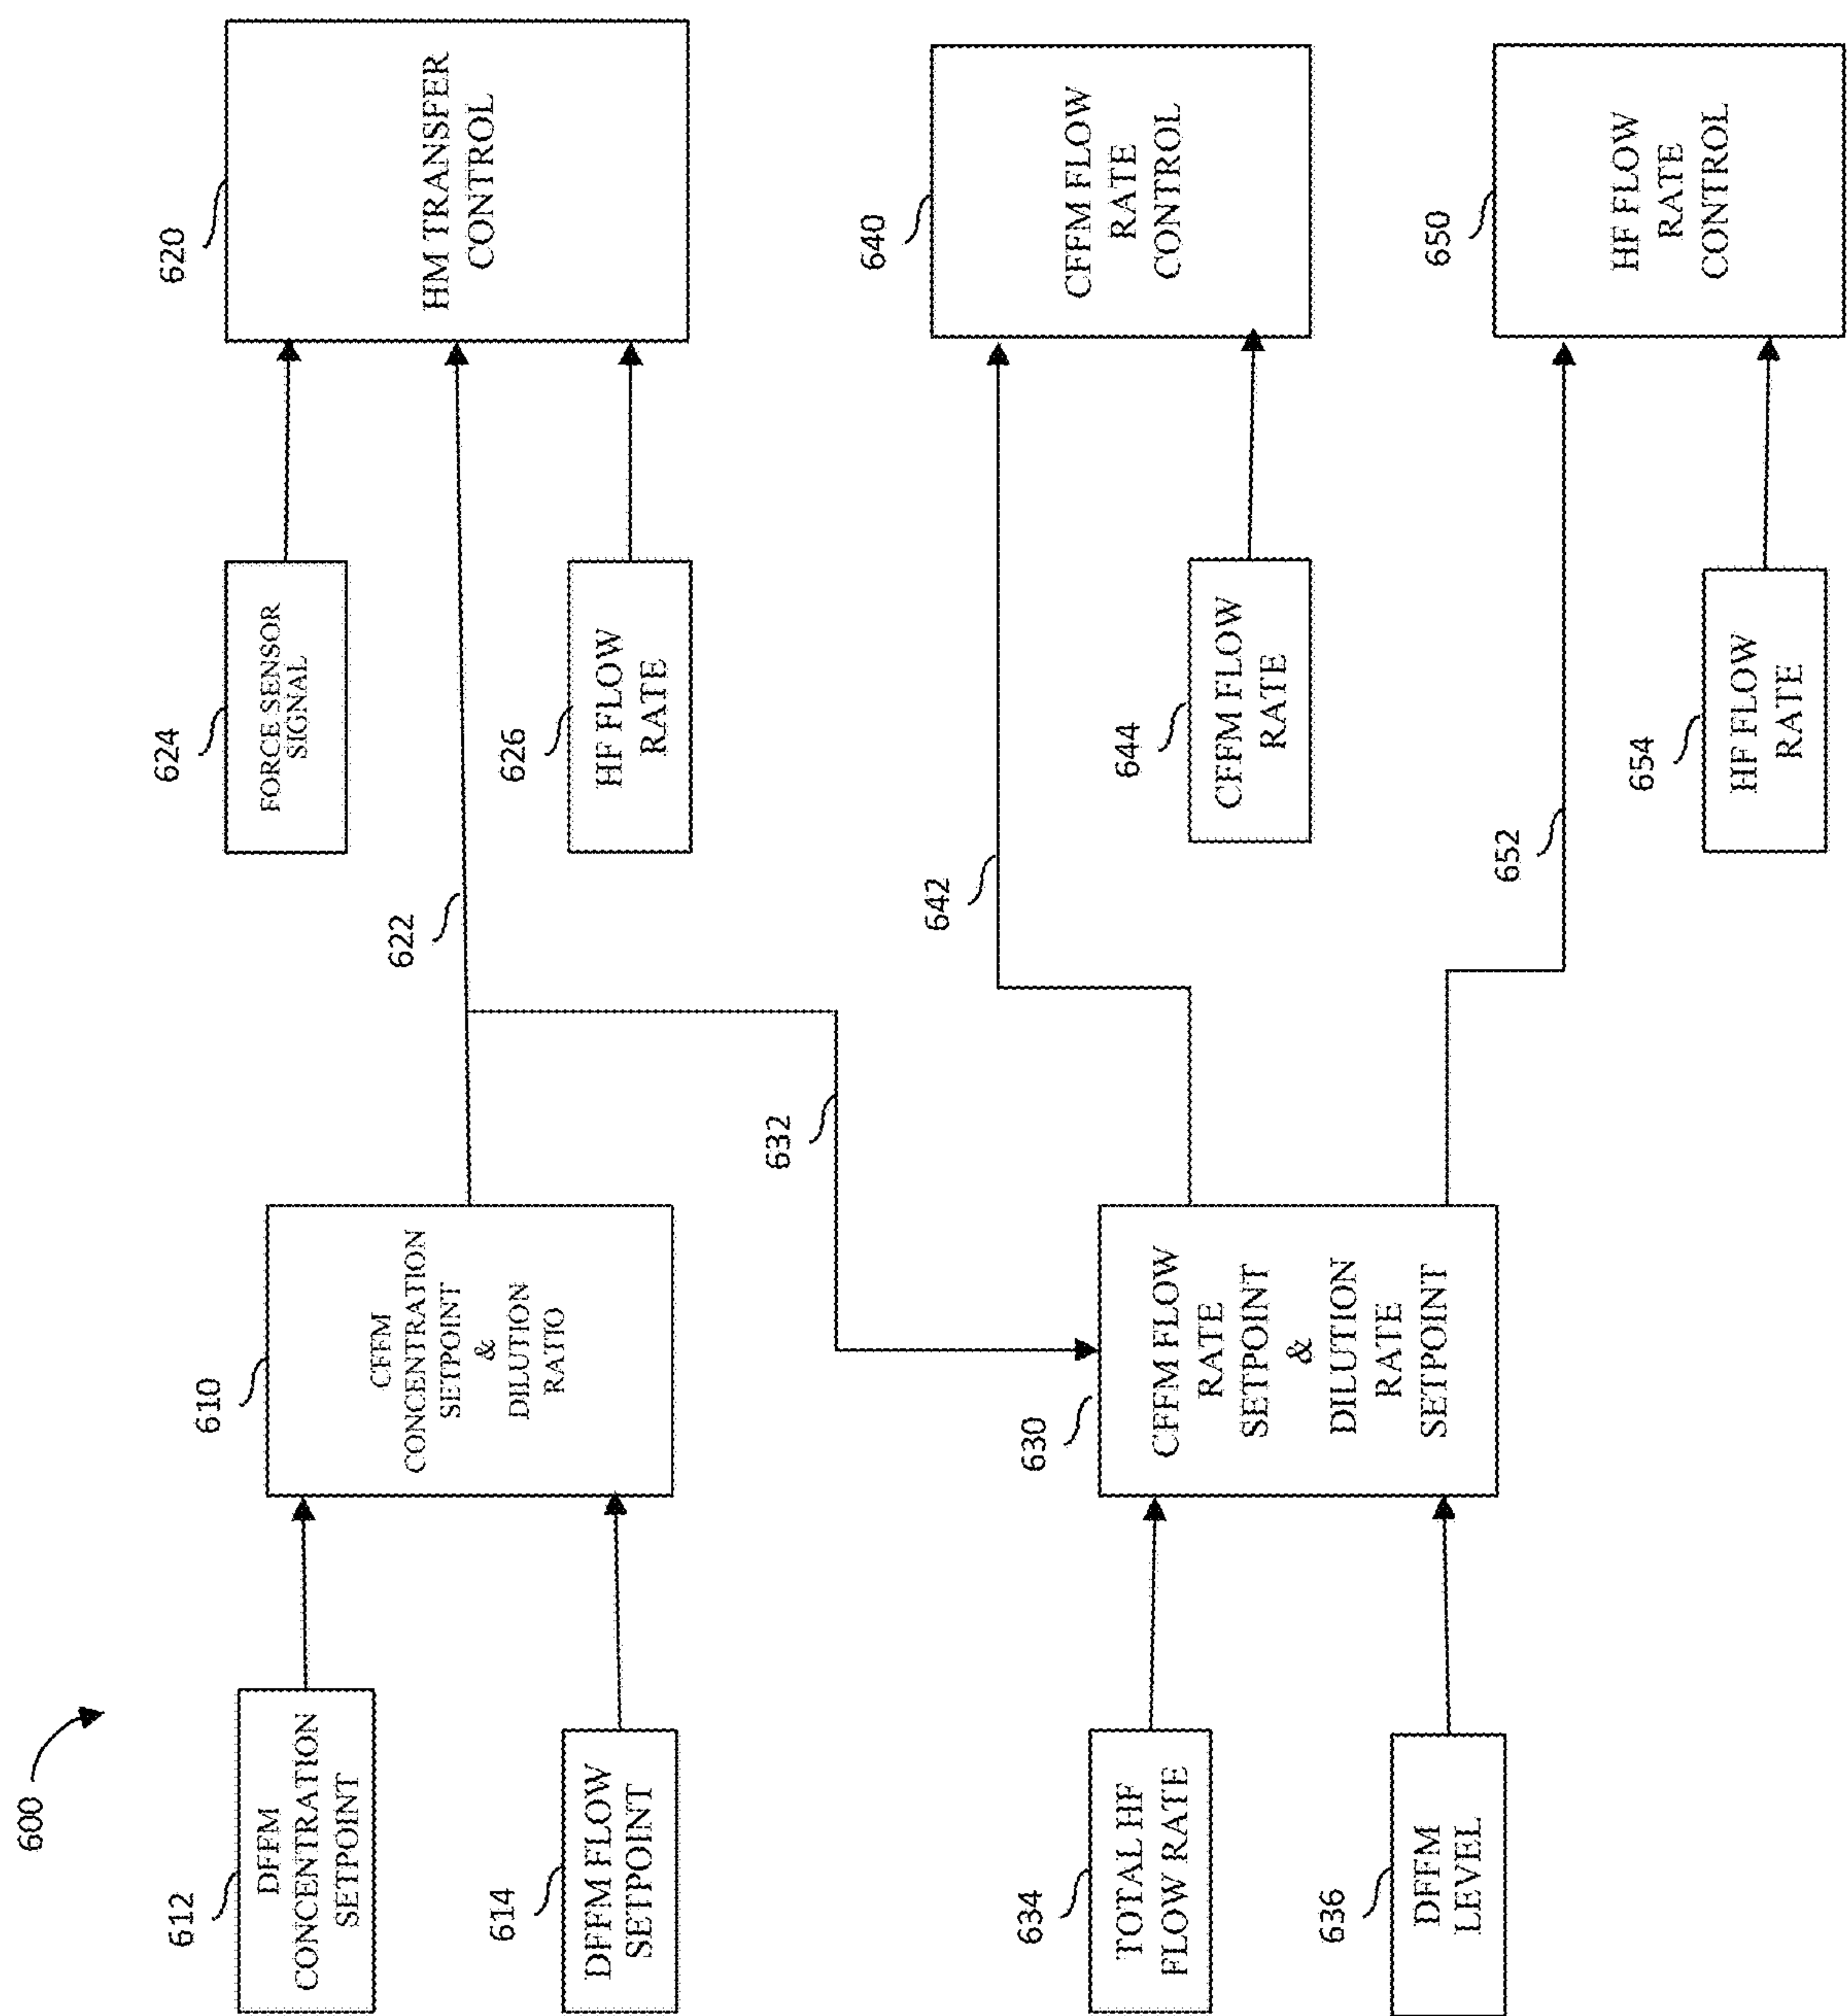 600
612
DFFM
CONCENTRATION
SETPOINT
614
DFFM FLOW
SETPOINT
610
CFFM
CONCENTRATION
SETPOINT
&
DILUTION
RATIO
622
624
FORCE SENSOR
SIGNAL
626
HF FLOW
RATE
620
HM TRANSFER
CONTROL
632
634
TOTAL HF
FLOW RATE
636
DFFM
LEVEL
630
CFFM FLOW
RATE
SETPOINT
&
DILUTION
RATE
SETPOINT
642
644
CFFM FLOW
RATE
640
CFFM FLOW
RATE
CONTROL
652
654
HF FLOW
RATE
650
HF FLOW
RATE
CONTROL